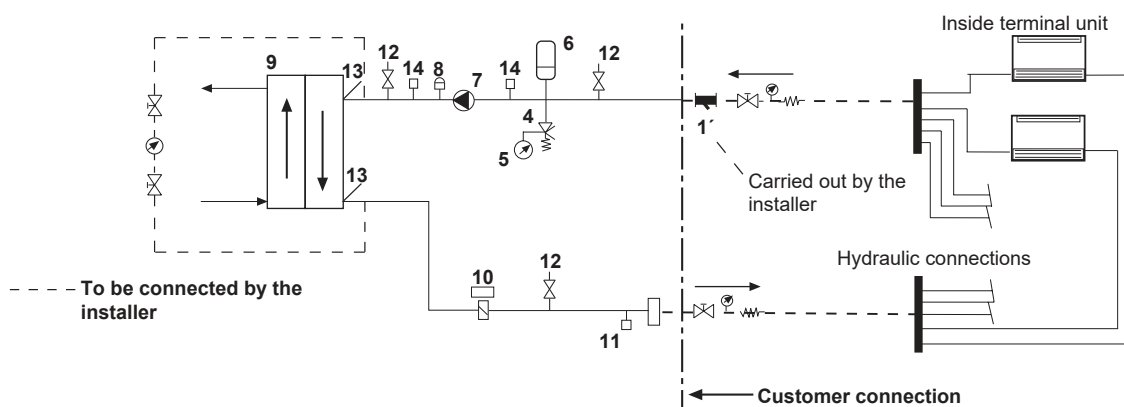 Inside terminal unit
6
12
9
13
12
14
8
7
14
4
5
1´
13
Carried out by the
installer
Hydraulic connections
10
12
To be connected by the
installer
11
Customer connection